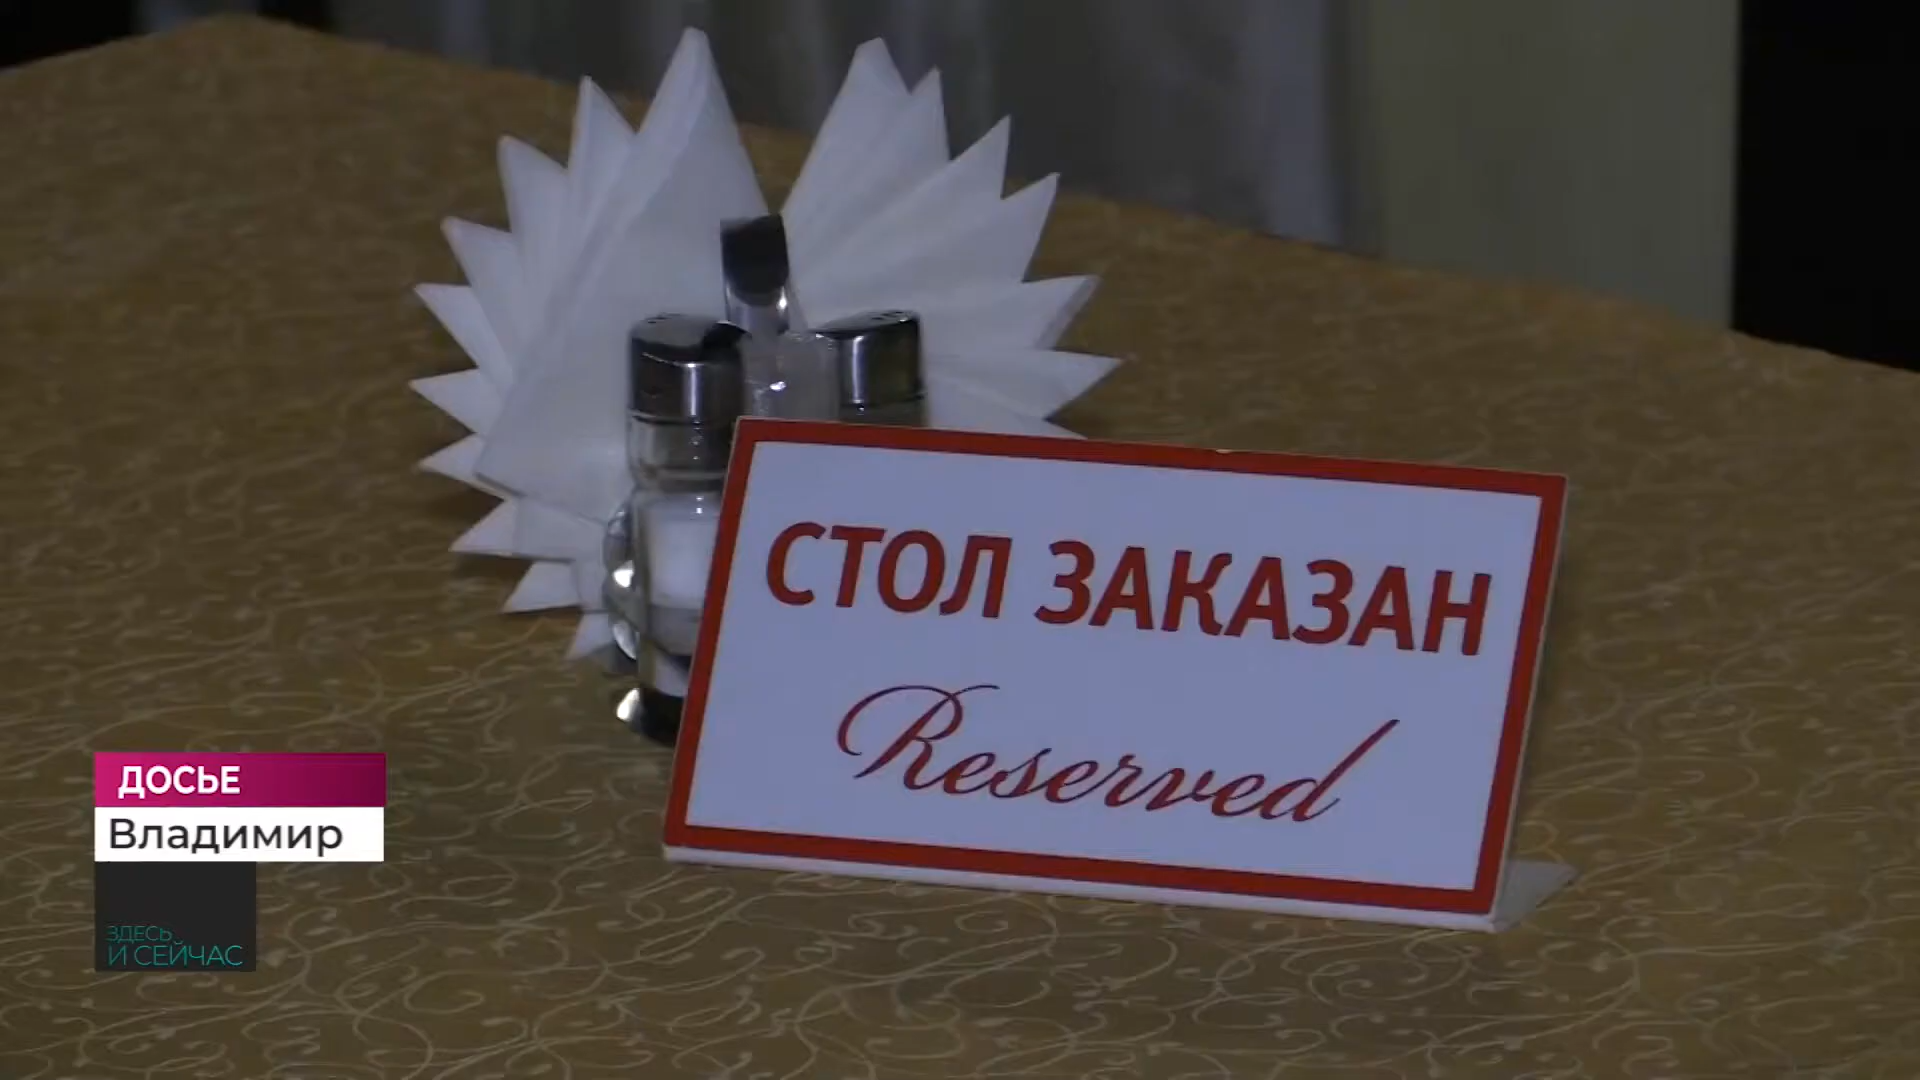 СТОЛ ЗАКАЗАН
Reserved
ДОСЬЕ
Владимир
ЗДЕСЬ
И СЕЙЧАС